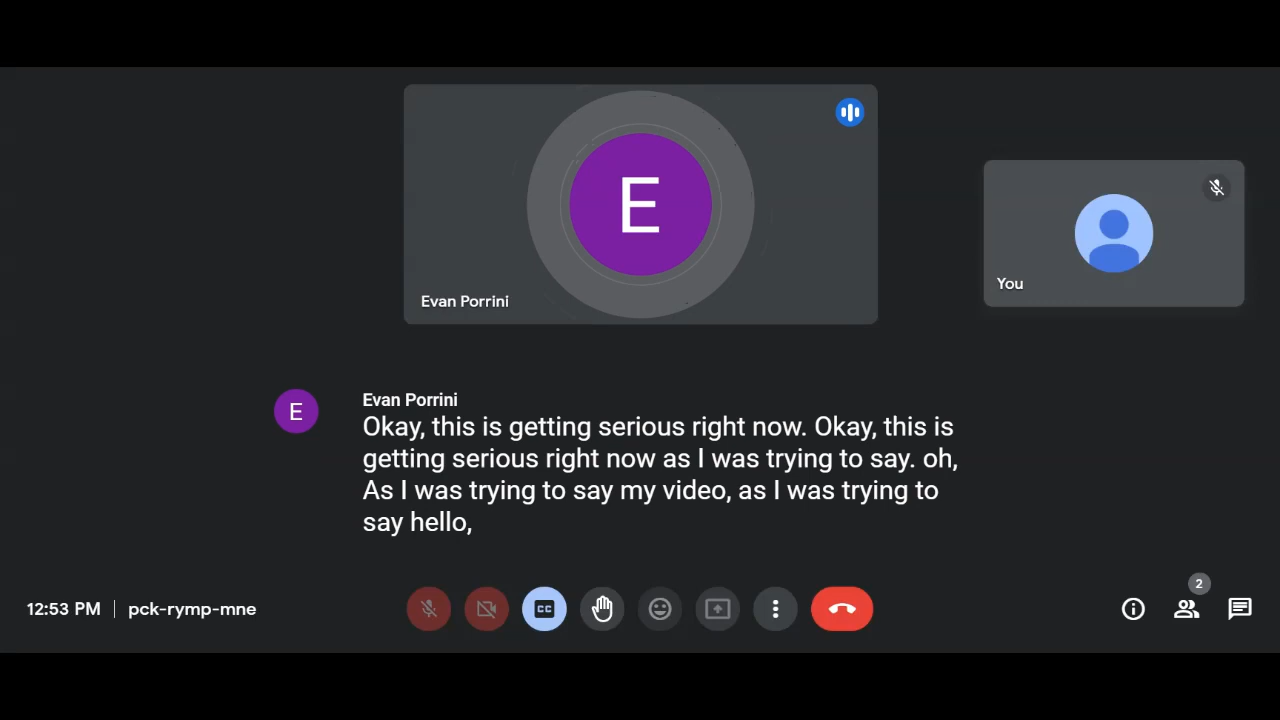 E
Evan Porrini
You
E
Evan Porrini
Okay, this is getting serious right now. Okay, this is
getting serious right now as I was trying to say. oh,
As I was trying to say my video, as I was trying to
say hello,
12:53 PM
pck-rymp-mne
CC
2